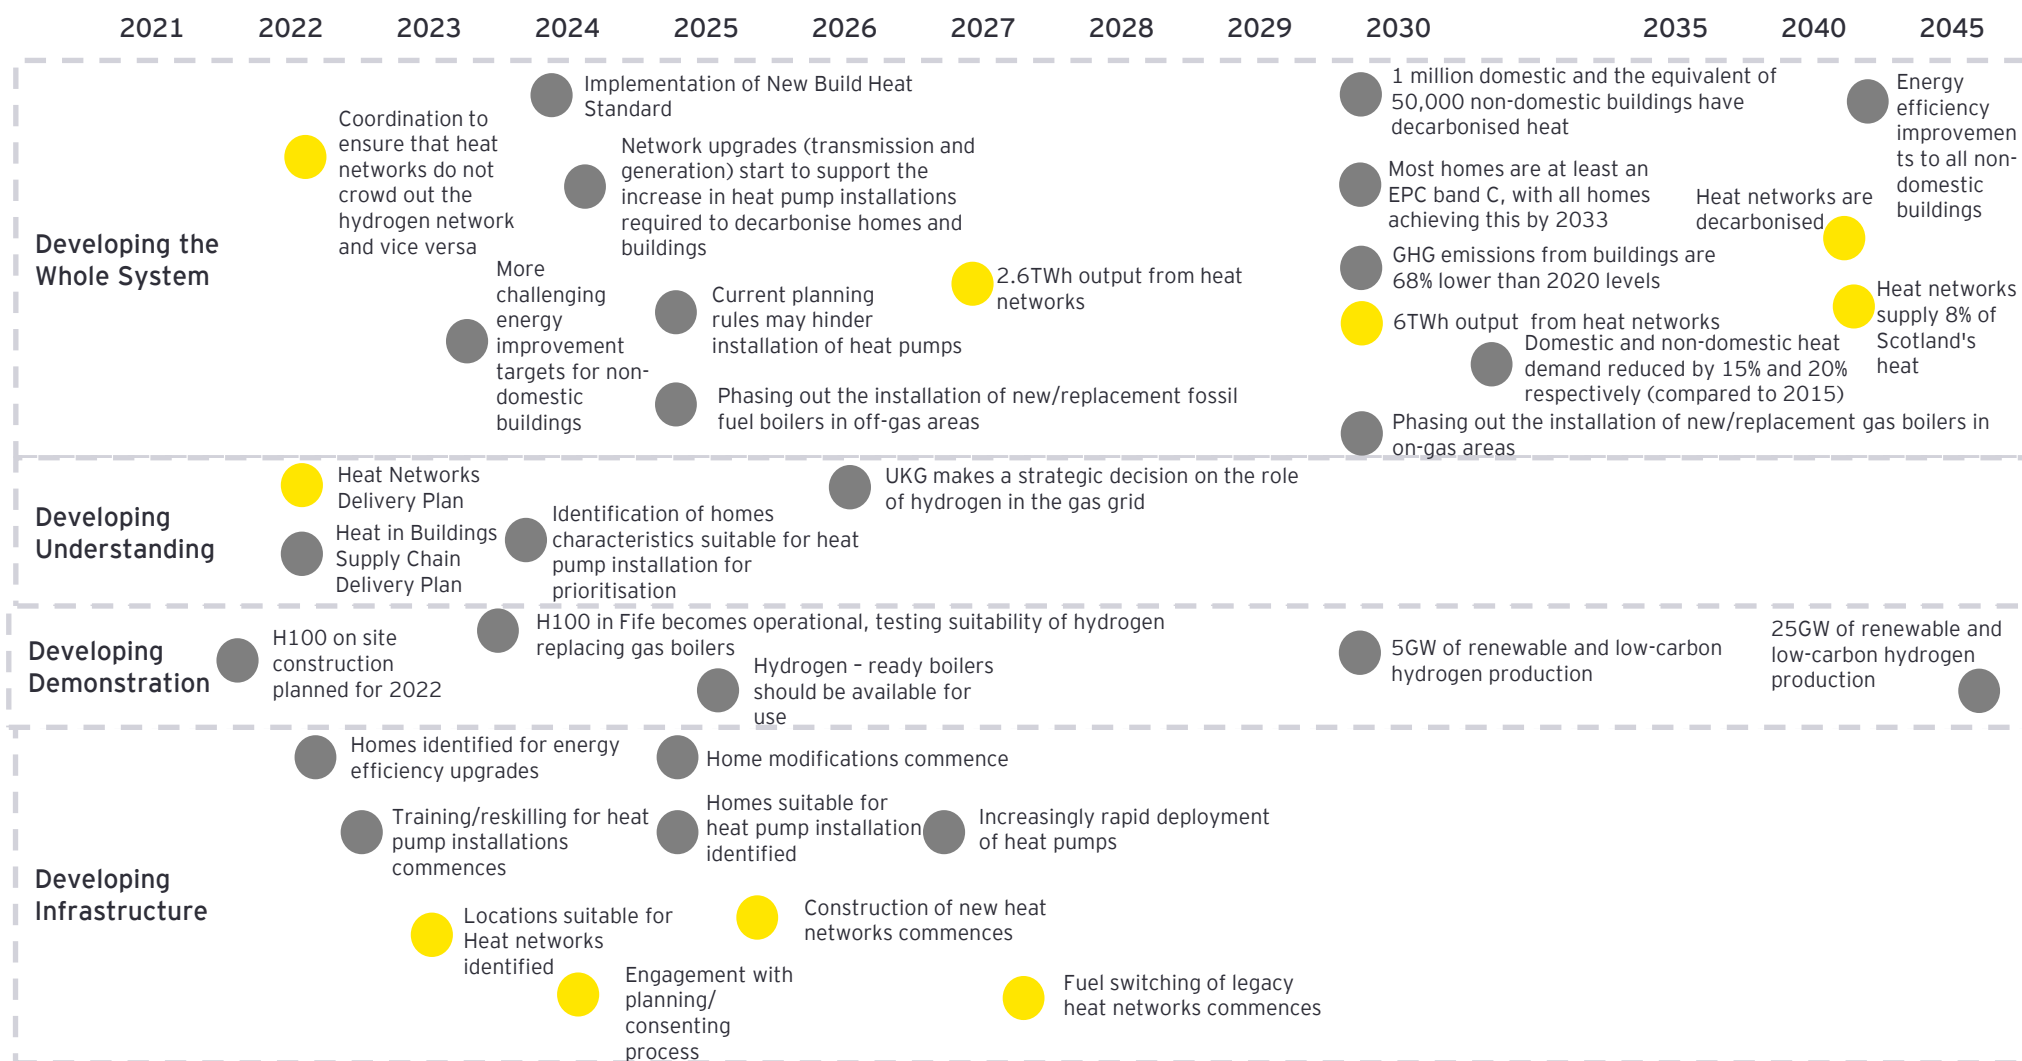 2021 2022 2023 2024 2025 2026 2027 2028 2029 2030 2035 2040 2045
Developing the
Whole System
Coordination to
ensure that heat
networks do not
crowd out the
hydrogen network
and vice versa
More
challenging
energy
improvement
targets for non-
domestic
buildings
Implementation of New Build Heat
Standard
Network upgrades (transmission and
generation) start to support the
increase in heat pump installations
required to decarbonise homes and
buildings
Current planning
rules may hinder
installation of heat pumps
Phasing out the installation of new/replacement fossil
fuel boilers in off-gas areas
2.6TWh output from heat
networks
1 million domestic and the equivalent of
50,000 non-domestic buildings have
decarbonised heat
Most homes are at least an
EPC band C, with all homes
achieving this by 2033
GHG emissions from buildings are
68% lower than 2020 levels
6TWh output  from heat networks
Domestic and non-domestic heat
demand reduced by 15% and 20%
respectively (compared to 2015)
Phasing out the installation of new/replacement gas boilers in
on-gas areas
Heat networks are
decarbonised
Energy
efficiency
improvemen
ts to all non-
domestic
buildings
Heat networks
supply 8% of
Scotland's
heat
Developing
Understanding
Heat Networks
Delivery Plan
Heat in Buildings
Supply Chain
Delivery Plan
Identification of homes
characteristics suitable for heat
pump installation for
prioritisation
UKG makes a strategic decision on the role
of hydrogen in the gas grid
Developing
Demonstration
H100 on site
construction
planned for 2022
H100 in Fife becomes operational, testing suitability of hydrogen
replacing gas boilers
Hydrogen – ready boilers
should be available for
use
5GW of renewable and low-carbon
hydrogen production
25GW of renewable and
low-carbon hydrogen
production
Developing
Infrastructure
Homes identified for energy
efficiency upgrades
Training/reskilling for heat
pump installations
commences
Locations suitable for
Heat networks
identified
Engagement with
planning/
consenting
process
Home modifications commence
Homes suitable for
heat pump installation
identified
Construction of new heat
networks commences
Increasingly rapid deployment
of heat pumps
Fuel switching of legacy
heat networks commences